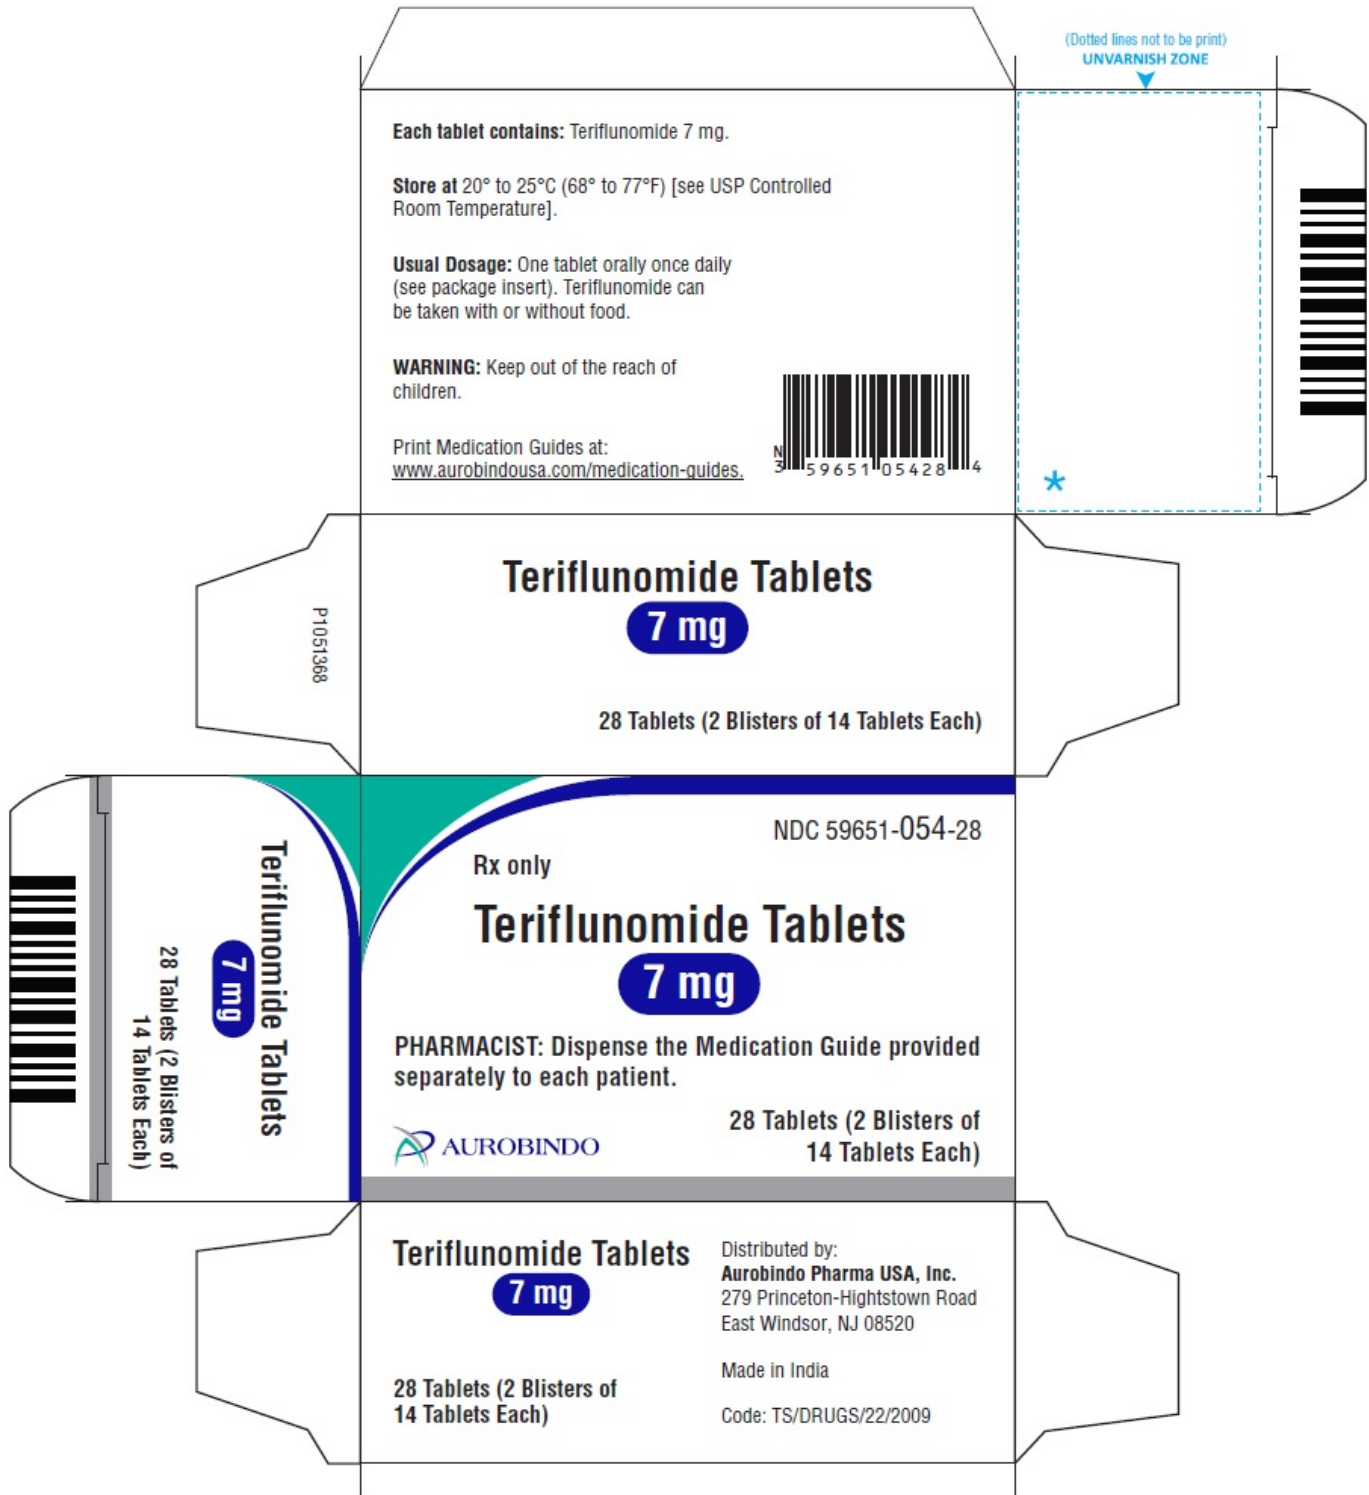 (Dotted lines not to be print)
UNVARNISH ZONE
Each tablet contains: Teriflunomide 7 mg.
Store at 20° to 25°C (68° to 77°F) [see USP Controlled
Room Temperature].
Usual Dosage: One tablet orally once daily
(see package insert). Teriflunomide can
be taken with or without food.
WARNING: Keep out of the reach of
children.
Print Medication Guides at:
www.aurobindousa.com/medication-guides.
N
3 59651 05428 4
*
Teriflunomide Tablets
7 mg
28 Tablets (2 Blisters of 14 Tablets Each)
P1051368
Teriflunomide Tablets
7 mg
28 Tablets (2 Blisters of
14 Tablets Each)
NDC 59651-054-28
Rx only
Teriflunomide Tablets
7 mg
PHARMACIST: Dispense the Medication Guide provided
separately to each patient.
AUROBINDO
28 Tablets (2 Blisters of
14 Tablets Each)
Teriflunomide Tablets
7 mg
28 Tablets (2 Blisters of
14 Tablets Each)
Distributed by:
Aurobindo Pharma USA, Inc.
279 Princeton-Hightstown Road
East Windsor, NJ 08520
Made in India
Code: TS/DRUGS/22/2009